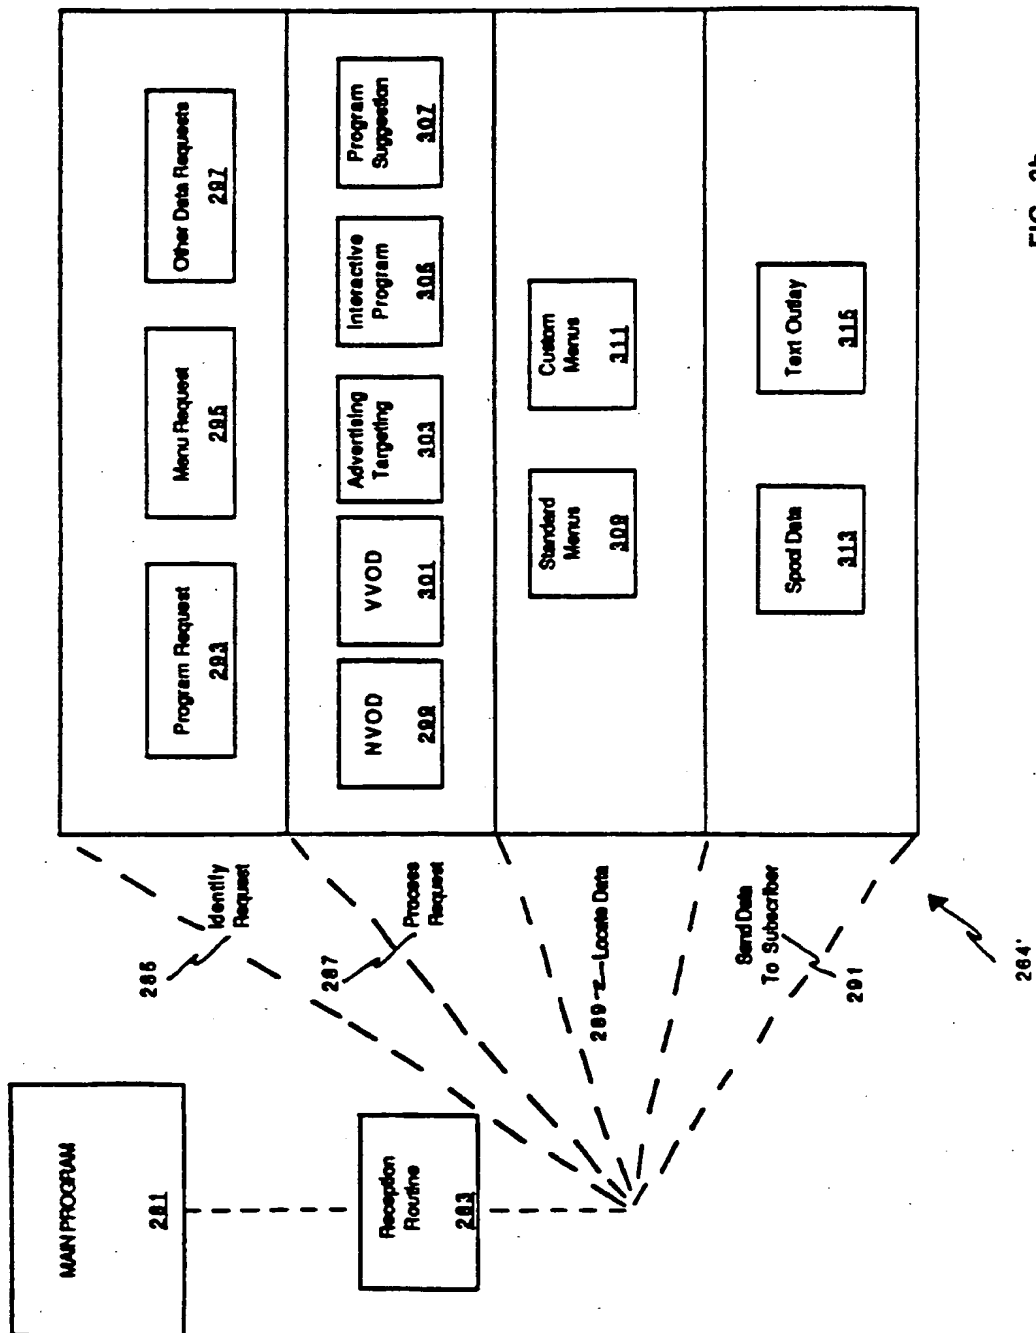 MAIN PROGRAM
281
Reception
Routine
283
285
Identify
Request
287
Process
Request
289
Locate Data
Send Data
To Subscriber
291
284'
Program Request
293
Menu Request
295
Other Data Requests
297
NVOD
299
VVOD
301
Advertising
Targeting
303
Interactive
Program
305
Program
Suggestion
307
Standard
Menus
309
Custom
Menus
311
Spool Data
313
Text Outlay
315